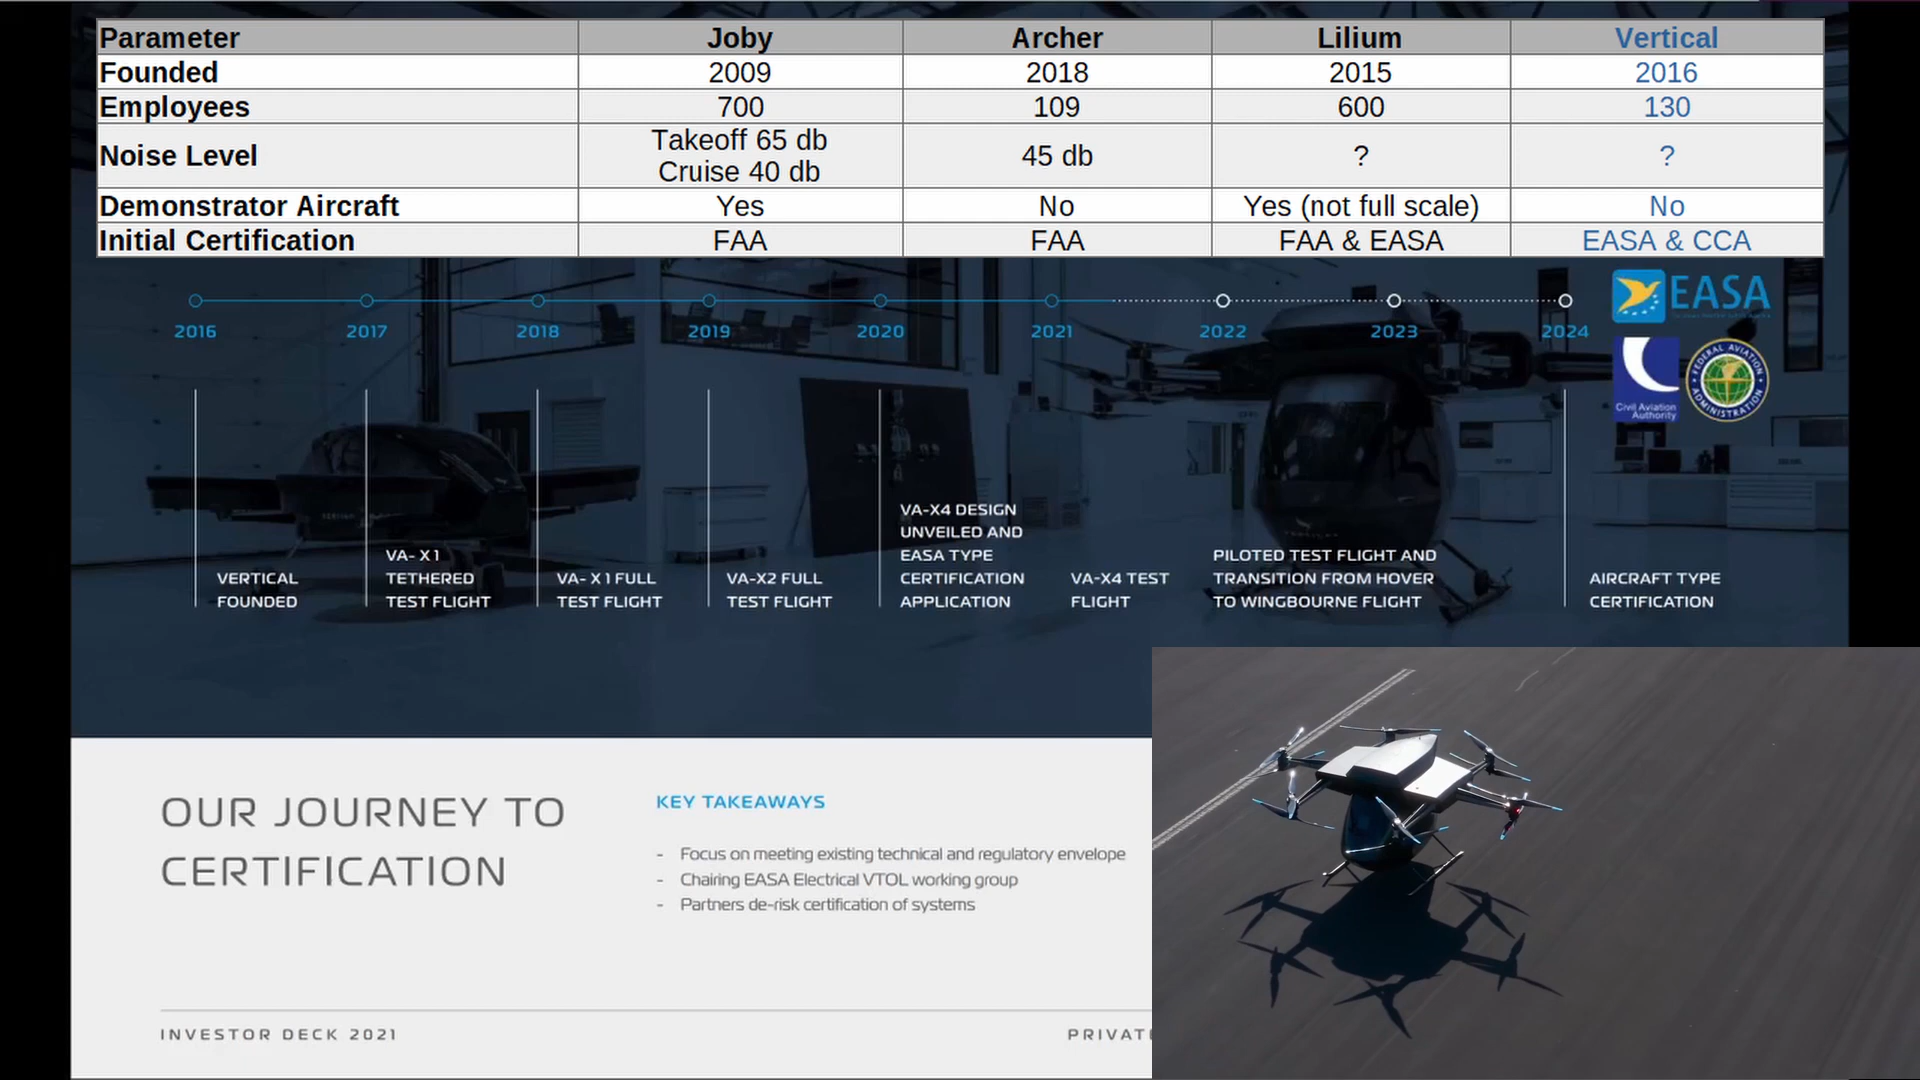 Parameter Joby Archer Lilium Vertical
Founded 2009 2018 2015 2016
Employees 700 109 600 130
Noise Level Takeoff 65 db Cruise 40 db 45 db ? ?
Demonstrator Aircraft Yes No Yes (not full scale) No
Initial Certification FAA FAA FAA & EASA EASA & CCA
EASA
2016 2017 2018 2019 2020 2021 2022 2023 2024
Civil Aviation
Authority
FEDERAL AVIATION
ADMINISTRATION
VERTICAL
FOUNDED
VA- X 1
TETHERED
TEST FLIGHT
VA- X 1 FULL
TEST FLIGHT
VA-X2 FULL
TEST FLIGHT
VA-X4 DESIGN
UNVEILED AND
EASA TYPE
CERTIFICATION
APPLICATION
VA-X4 TEST
FLIGHT
PILOTED TEST FLIGHT AND
TRANSITION FROM HOVER
TO WINGBOURNE FLIGHT
AIRCRAFT TYPE
CERTIFICATION
OUR JOURNEY TO
CERTIFICATION
KEY TAKEAWAYS
- Focus on meeting existing technical and regulatory envelope
- Chairing EASA Electrical VTOL working group
- Partners de-risk certification of systems
INVESTOR DECK 2021
PRIVAT